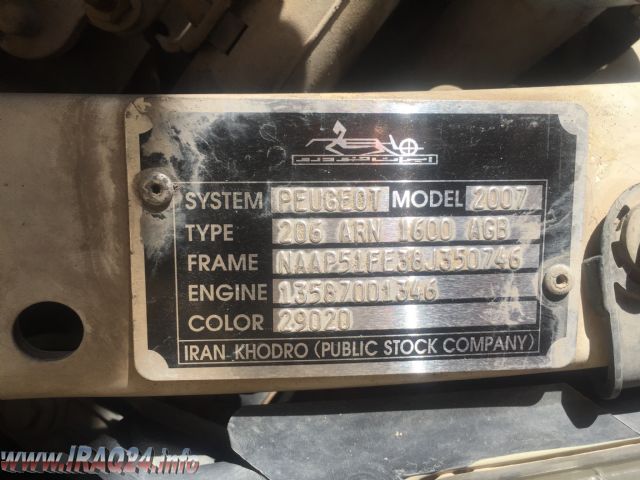 SYSTEM PEUGEOT MODEL 2007
TYPE 206 ARN 1600 AGB
FRAME NAAP51FE38J350746
ENGINE 13587001346
COLOR 29020
IRAN KHODRO (PUBLIC STOCK COMPANY)
www.IRAQ24.info